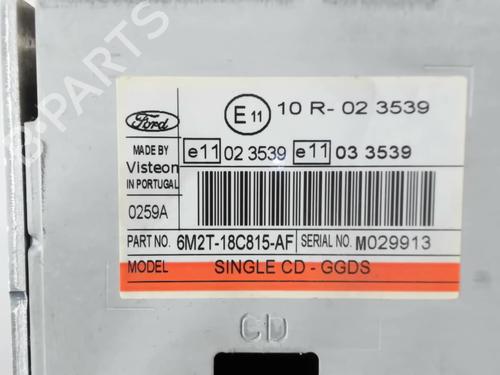 Ford
E11 10 R- 02 3539
MADE BY
Visteon
IN PORTUGAL
e11 02 3539 e11 03 3539
0259A
PART NO. 6M2T-18C815-AF SERIAL NO. M029913
MODEL SINGLE CD - GGDS
CD